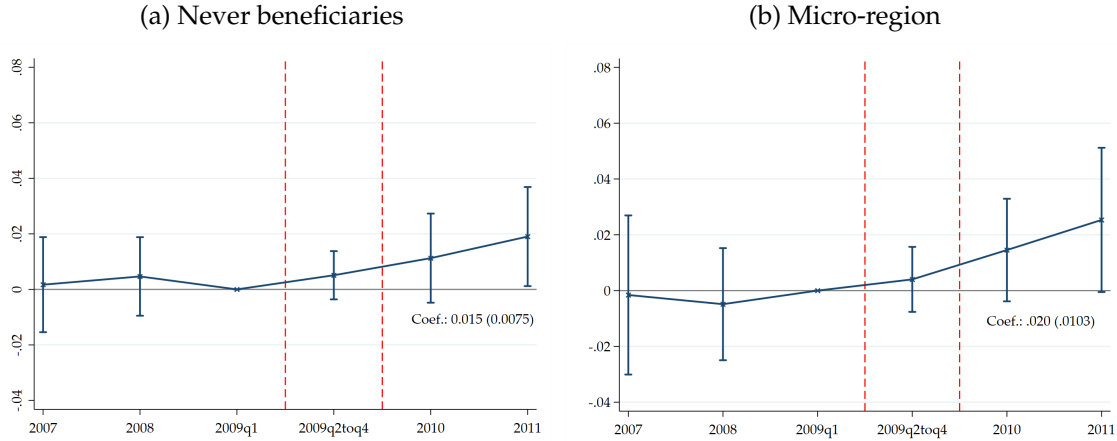 (a) Never beneficiaries
.08
.06
.04
.02
0
-.02
-.04
Coef.: 0.015 (0.0075)
2007 2008 2009q1 2009q2toq4 2010 2011
(b) Micro-region
.08
.06
.04
.02
0
-.02
-.04
Coef.: .020 (.0103)
2007 2008 2009q1 2009q2toq4 2010 2011